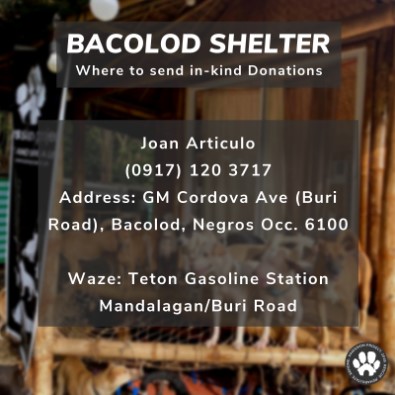 BACOLOD SHELTER
Where to send in-kind Donations
Joan Articulo
(0917) 120 3717
Address: GM Cordova Ave (Buri
Road), Bacolod, Negros Occ. 6100
Waze: Teton Gasoline Station
Mandalagan/Buri Road